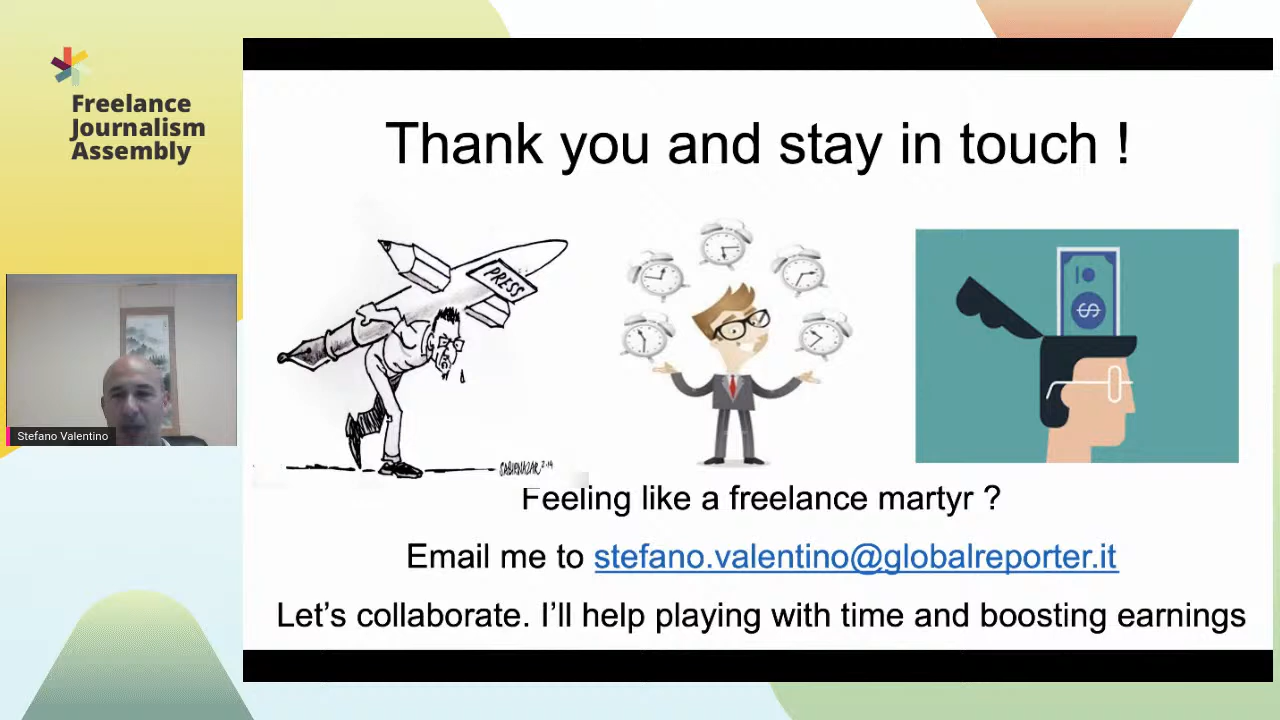 Freelance
Journalism
Assembly
Thank you and stay in touch !
PRESS
Stefano Valentino
Feeling like a freelance martyr ?
Email me to stefano.valentino@globalreporter.it
Let's collaborate. I'll help playing with time and boosting earnings